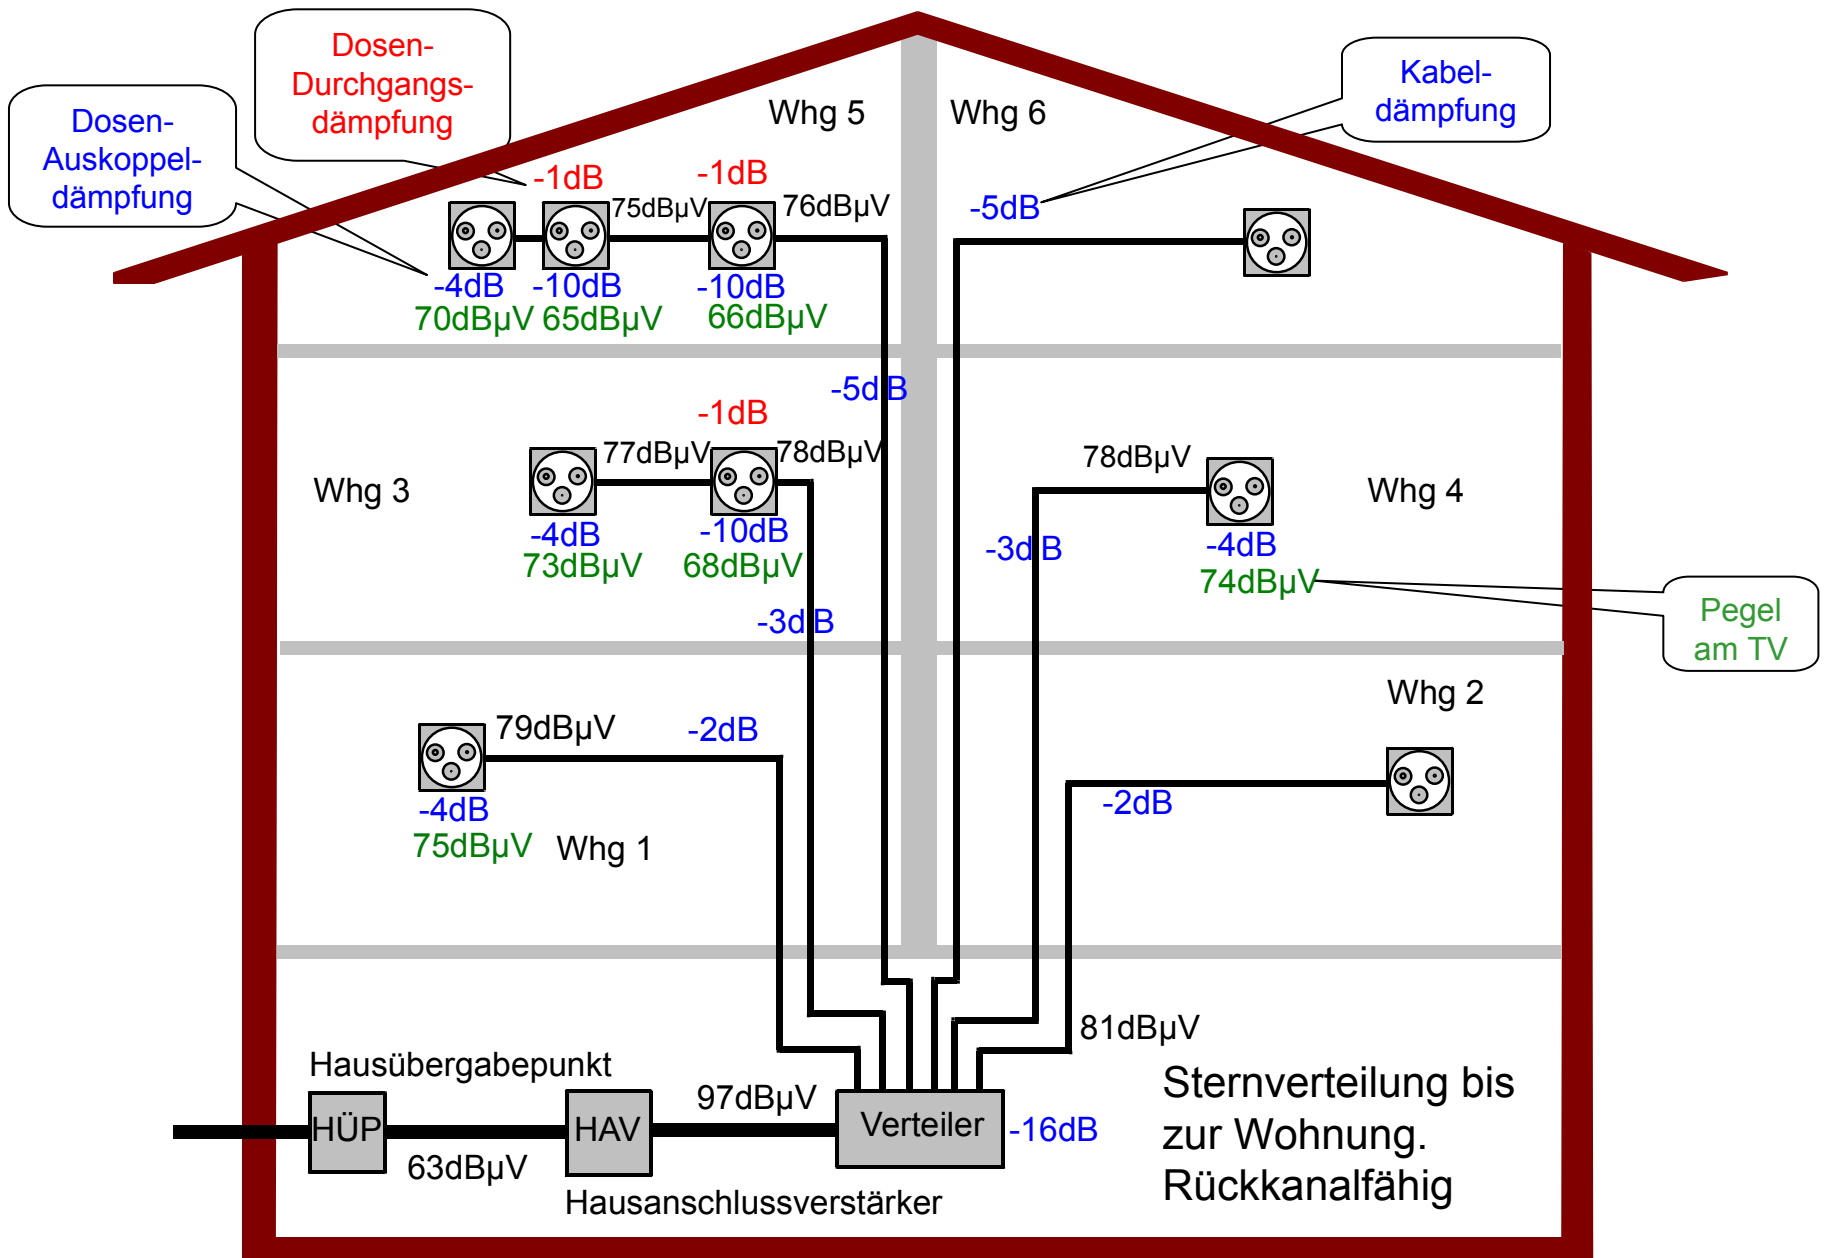 Dosen-
Durchgangs-
dämpfung
Dosen-
Auskoppel-
dämpfung
Kabel-
dämpfung
Whg 5
Whg 6
-1dB
-1dB
75dBµV
76dBµV
-5dB
-4dB
-10dB
-10dB
70dBµV
65dBµV
66dBµV
-5dB
-1dB
77dBµV
78dBµV
78dBµV
Whg 3
Whg 4
-4dB
-10dB
-3dB
-4dB
73dBµV
68dBµV
74dBµV
-3dB
Pegel
am TV
Whg 2
79dBµV
-2dB
-4dB
-2dB
75dBµV
Whg 1
81dBµV
Hausübergabepunkt
97dBµV
HÜP
HAV
Verteiler
-16dB
63dBµV
Hausanschlussverstärker
Sternverteilung bis
zur Wohnung.
Rückkanalfähig